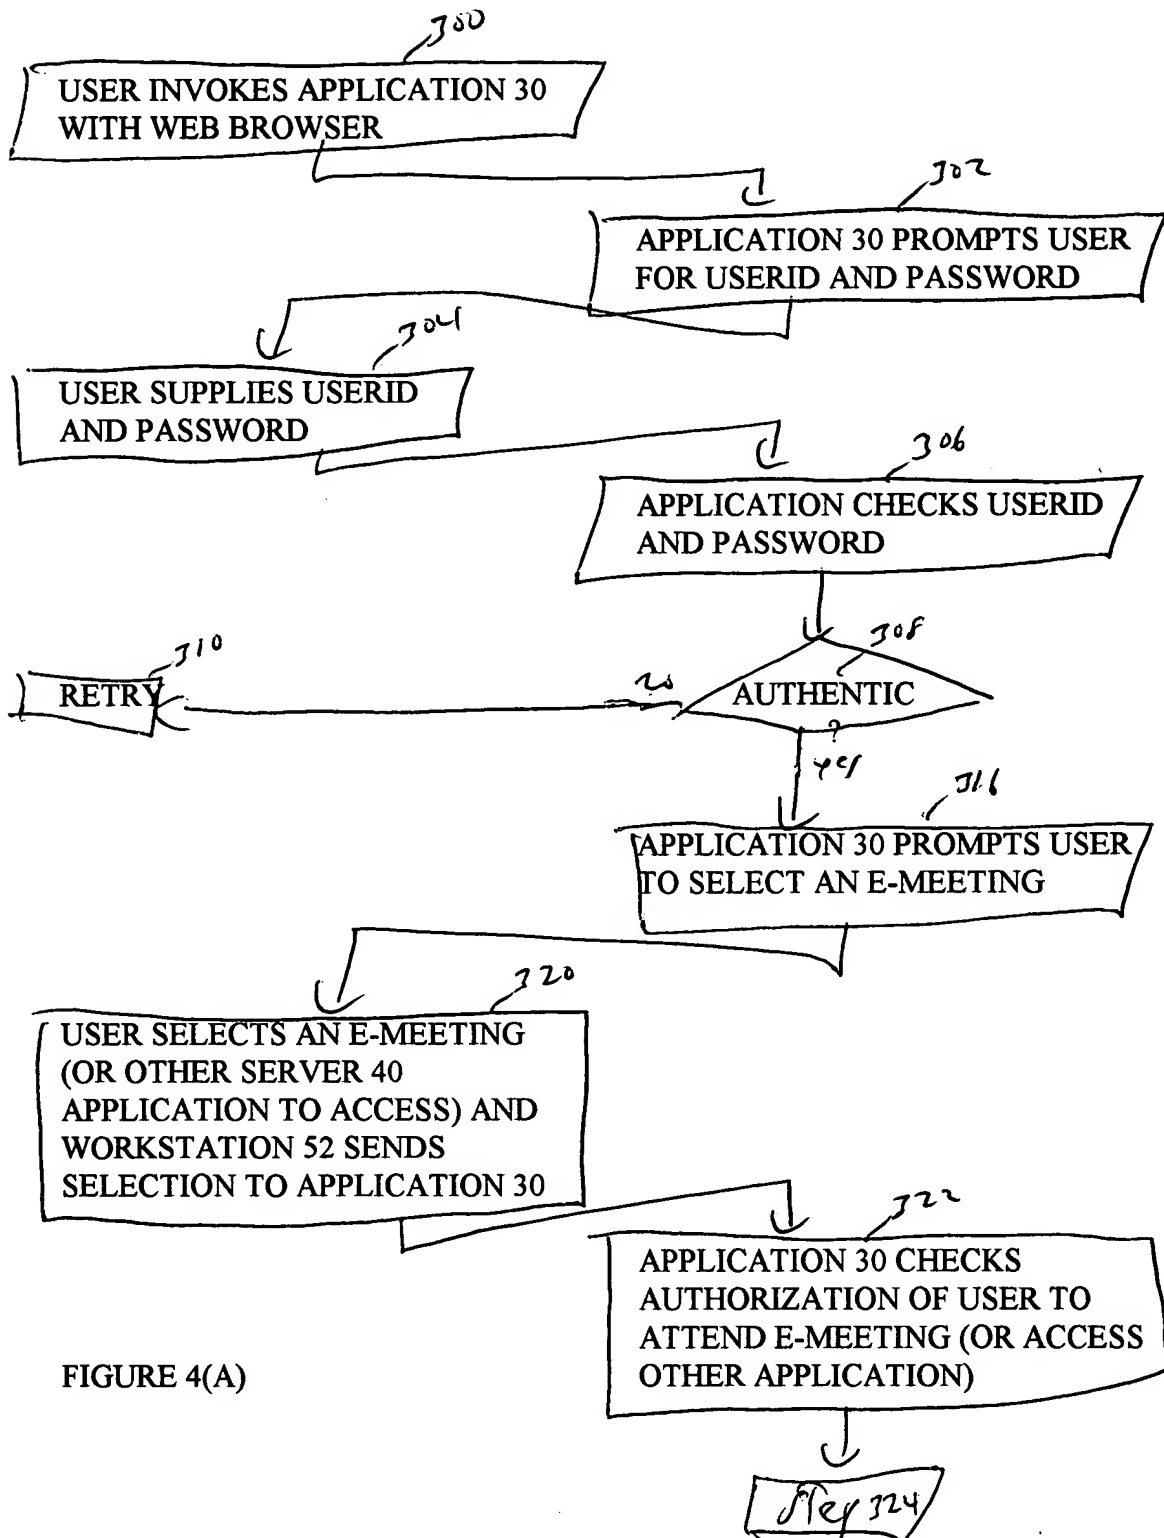 300
USER INVOKES APPLICATION 30
WITH WEB BROWSER
302
APPLICATION 30 PROMPTS USER
FOR USERID AND PASSWORD
304
USER SUPPLIES USERID
AND PASSWORD
306
APPLICATION CHECKS USERID
AND PASSWORD
308
AUTHENTIC
?
no
310
RETRY
yes
316
APPLICATION 30 PROMPTS USER
TO SELECT AN E-MEETING
320
USER SELECTS AN E-MEETING
(OR OTHER SERVER 40
APPLICATION TO ACCESS) AND
WORKSTATION 52 SENDS
SELECTION TO APPLICATION 30
322
APPLICATION 30 CHECKS
AUTHORIZATION OF USER TO
ATTEND E-MEETING (OR ACCESS
OTHER APPLICATION)
FIGURE 4(A)
Step 324